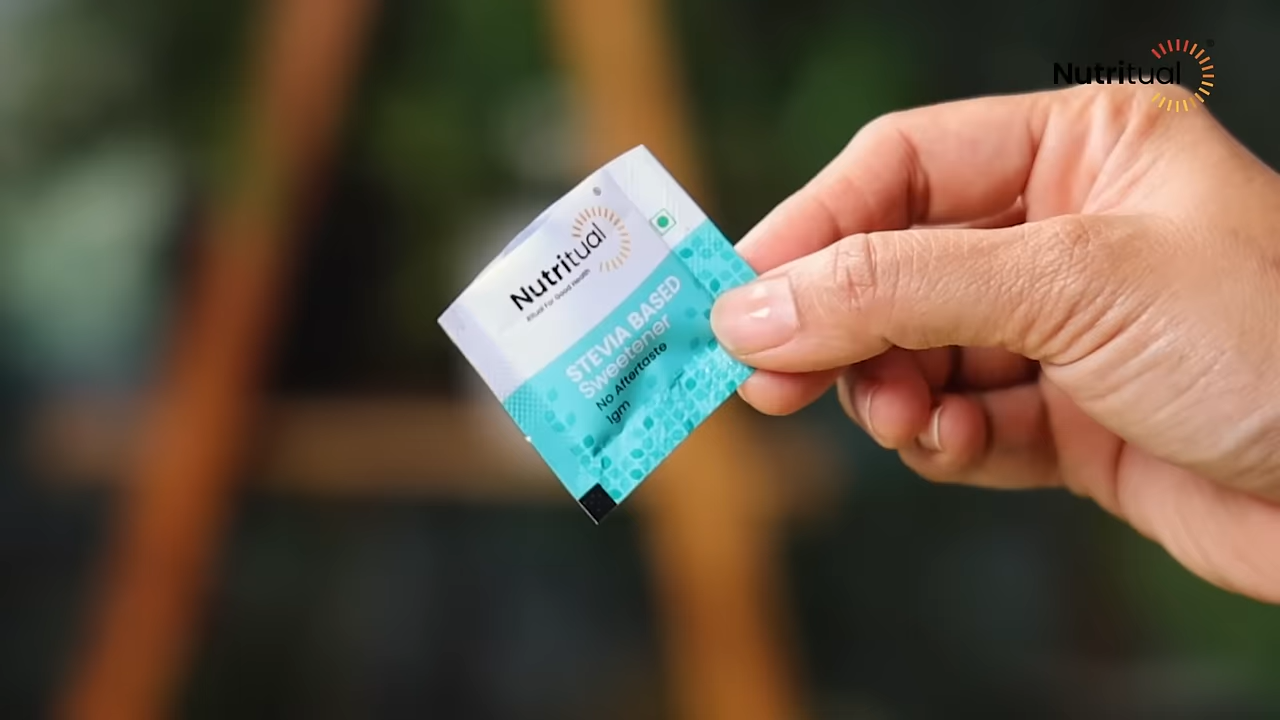 Nutritual
Nutritual
Ritual For Good Health
STEVIA BASED
Sweetener
No Aftertaste
1gm